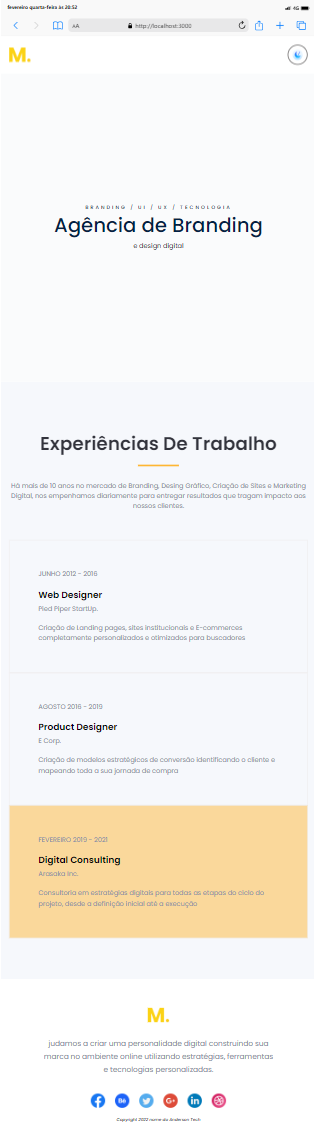 fevereiro quarta-feira às 20:52
4G
AA
http://localhost:3000
M.
BRANDING / UI / UX / TECNOLOGIA
Agência de Branding
e design digital
Experiências De Trabalho
Há mais de 10 anos no mercado de Branding, Desing Gráfico, Criação de Sites e Marketing
Digital, nos empenhamos diariamente para entregar resultados que tragam impacto aos
nossos clientes.
JUNHO 2012 - 2016
Web Designer
Pied Piper StartUp.
Criação de Landing pages, sites institucionais e E-commerces
completamente personalizados e otimizados para buscadores
AGOSTO 2016 - 2019
Product Designer
E Corp.
Criação de modelos estratégicos de conversão identificando o cliente e
mapeando toda a sua jornada de compra
FEVEREIRO 2019 - 2021
Digital Consulting
Arasaka Inc.
Consultoria em estratégias digitais para todas as etapas do ciclo do
projeto, desde a definição inicial até a execução
M.
judamos a criar uma personalidade digital construindo sua
marca no ambiente online utilizando estratégias, ferramentas
e tecnologias personalizadas.
Copyright 2022 nome do Anderson Tech